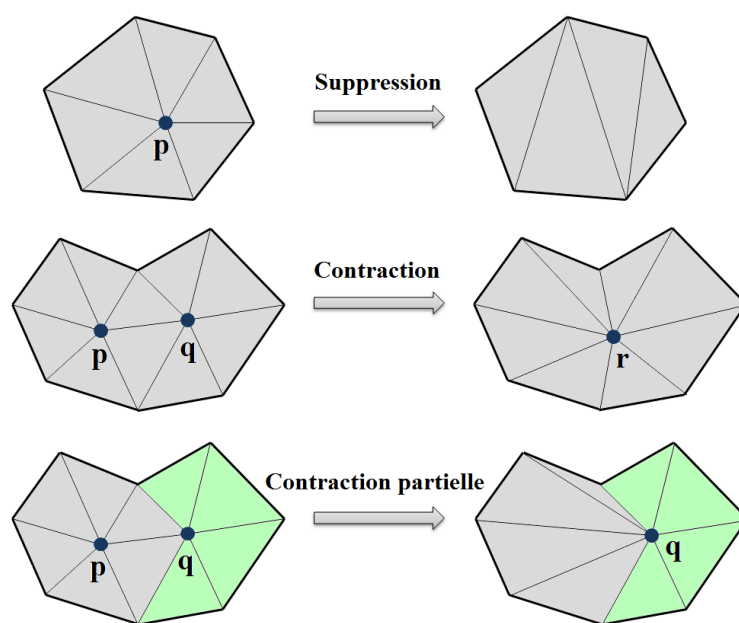 Suppression
p
Contraction
p q r
Contraction partielle
p q q